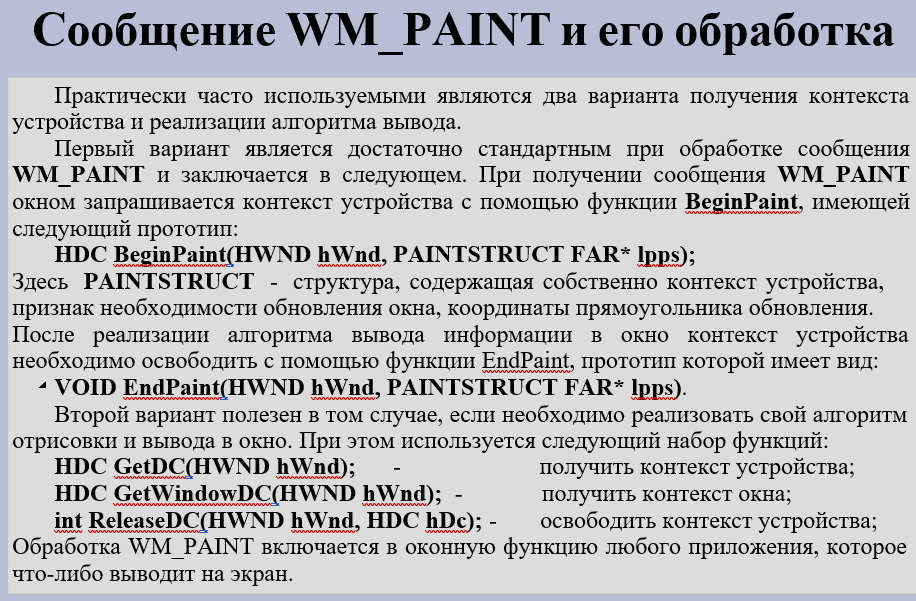 Сообщение WM_PAINT и его обработка
Практически часто используемыми являются два варианта получения контекста
устройства и реализации алгоритма вывода.
Первый вариант является достаточно стандартным при обработке сообщения
WM_PAINT и заключается в следующем. При получении сообщения WM_PAINT
окном запрашивается контекст устройства с помощью функции BeginPaint, имеющей
следующий прототип:
HDC BeginPaint(HWND hWnd, PAINTSTRUCT FAR* lpps);
Здесь PAINTSTRUCT - структура, содержащая собственно контекст устройства,
признак необходимости обновления окна, координаты прямоугольника обновления.
После реализации алгоритма вывода информации в окно контекст устройства
необходимо освободить с помощью функции EndPaint, прототип которой имеет вид:
VOID EndPaint(HWND hWnd, PAINTSTRUCT FAR* lpps).
Второй вариант полезен в том случае, если необходимо реализовать свой алгоритм
отрисовки и вывода в окно. При этом используется следующий набор функций:
HDC GetDC(HWND hWnd); - получить контекст устройства;
HDC GetWindowDC(HWND hWnd); - получить контекст окна;
int ReleaseDC(HWND hWnd, HDC hDc); - освободить контекст устройства;
Обработка WM_PAINT включается в оконную функцию любого приложения, которое
что-либо выводит на экран.